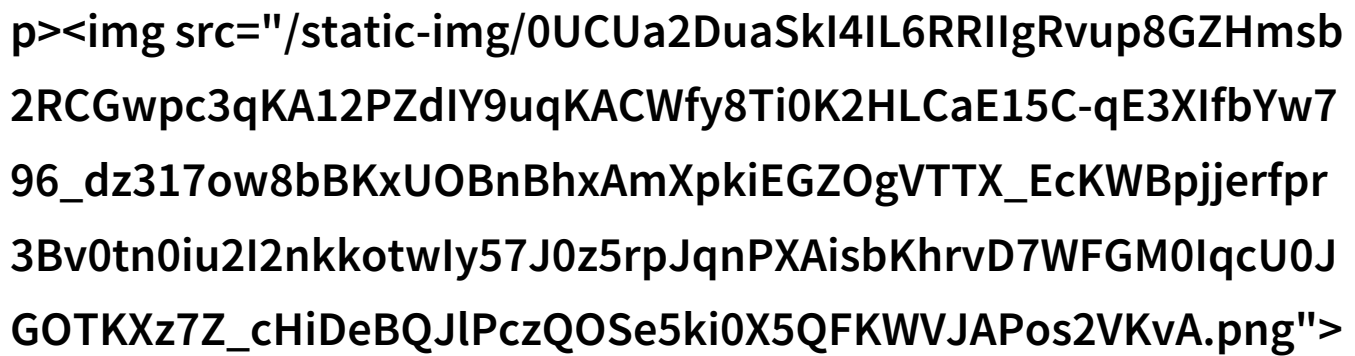 p><img src="/static-img/0UCUa2DuaSkI4IL6RRIIgRvup8GZHmsb
2RCGwpc3qKA12PZdIY9uqKACWfy8Ti0K2HLCaE15C-qE3XIfbYw7
96_dz317ow8bBKxUOBnBhxAmXpkiEGZOgVTTX_EcKWBpjjerfpr
3Bv0tn0iu2I2nkkotwIy57J0z5rpJqnPXAisbKhrvD7WFGM0IqcU0J
GOTKXz7Z_cHiDeBQJlPczQOSe5ki0X5QFKWVJAPos2VKvA.png">